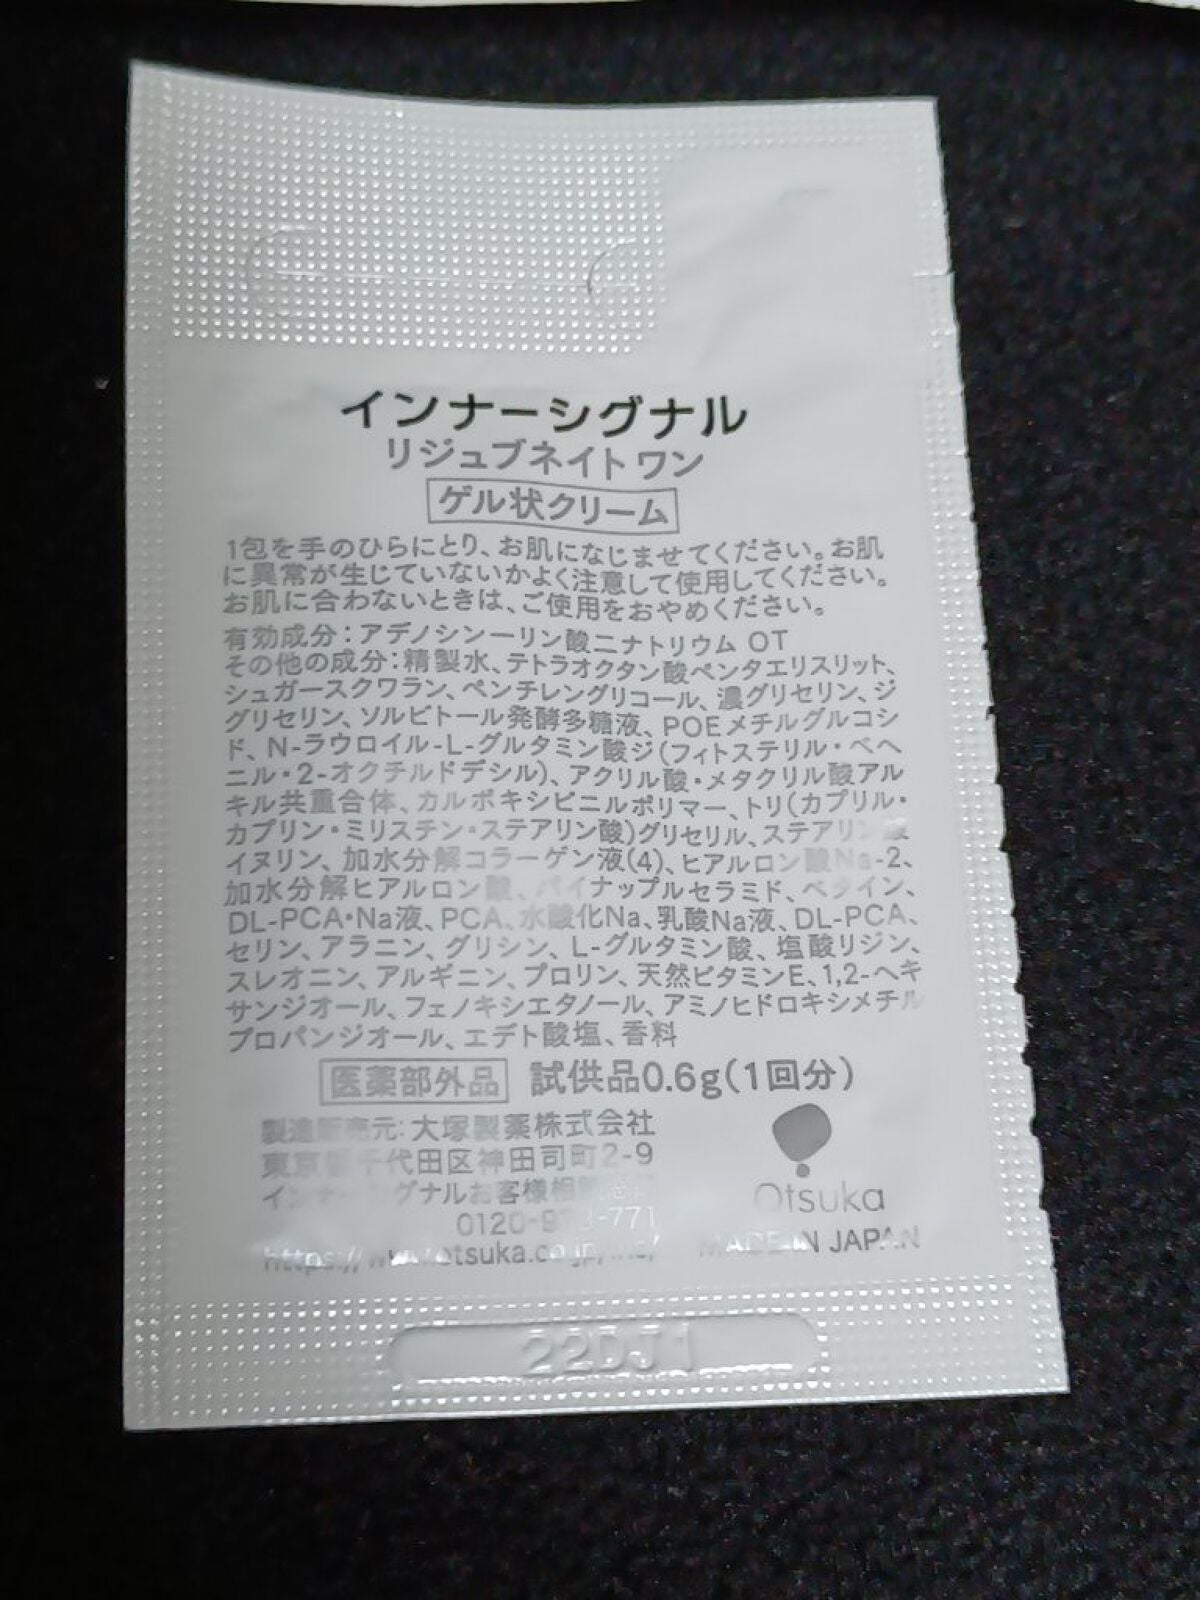 インナーシグナル
リジュブネイトワン
ゲル状クリーム
1包を手のひらにとり、お肌になじませてください。お肌
に異常が生じていないかよく注意して使用してください。
お肌に合わないときは、ご使用をおやめください。
有効成分：アデノシン一リン酸二ナトリウム OT
その他の成分：精製水、テトラオクタン酸ペンタエリスリット、
シュガースクワラン、ペンチレングリコール、濃グリセリン、ジ
グリセリン、ソルビトール発酵多糖液、POEメチルグルコシ
ド、N-ラウロイル-L-グルタミン酸ジ(フィトステリル・ベヘ
ニル・2-オクチルドデシル)、アクリル酸・メタクリル酸アル
キル共重合体、カルボキシビニルポリマー、トリ(カプリル・
カプリン・ミリスチン・ステアリン酸)グリセリル、ステアリン酸
イヌリン、加水分解コラーゲン液(4)、ヒアルロン酸Na-2、
加水分解ヒアルロン酸、パイナップルセラミド、ベタイン、
DL-PCA・Na液、PCA、水酸化Na、乳酸Na液、DL-PCA、
セリン、アラニン、グリシン、L-グルタミン酸、塩酸リジン、
スレオニン、アルギニン、プロリン、天然ビタミンE、1,2-ヘキ
サンジオール、フェノキシエタノール、アミノヒドロキシメチル
プロパンジオール、エデト酸塩、香料
医薬部外品 試供品0.6g(1回分)
製造販売元：大塚製薬株式会社
東京都千代田区神田司町2-9
インナーシグナルお客様相談窓口
0120-
https://www.otsuka.co.jp/ins/
Otsuka
MADE IN JAPAN
22DJ1